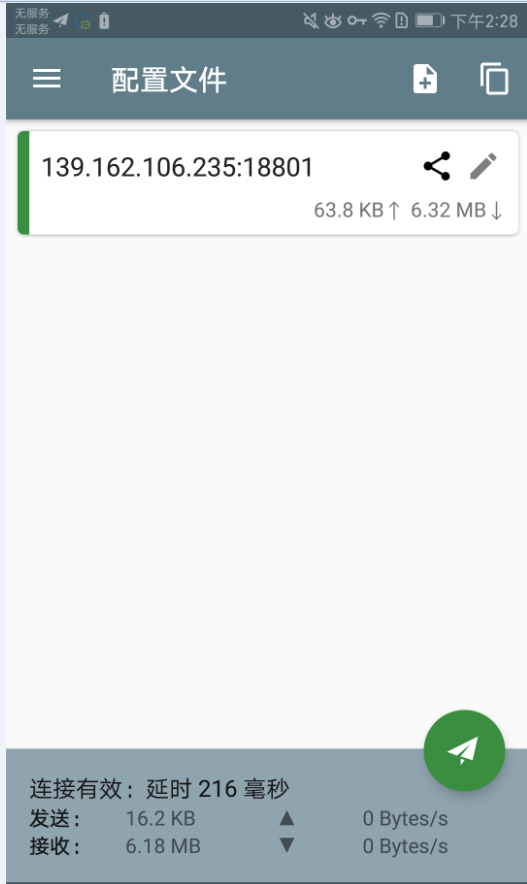 无服务
无服务
下午2:28
配置文件
139.162.106.235:18801
63.8 KB↑ 6.32 MB↓
连接有效：延时 216 毫秒
发送： 16.2 KB ▲ 0 Bytes/s
接收： 6.18 MB ▼ 0 Bytes/s